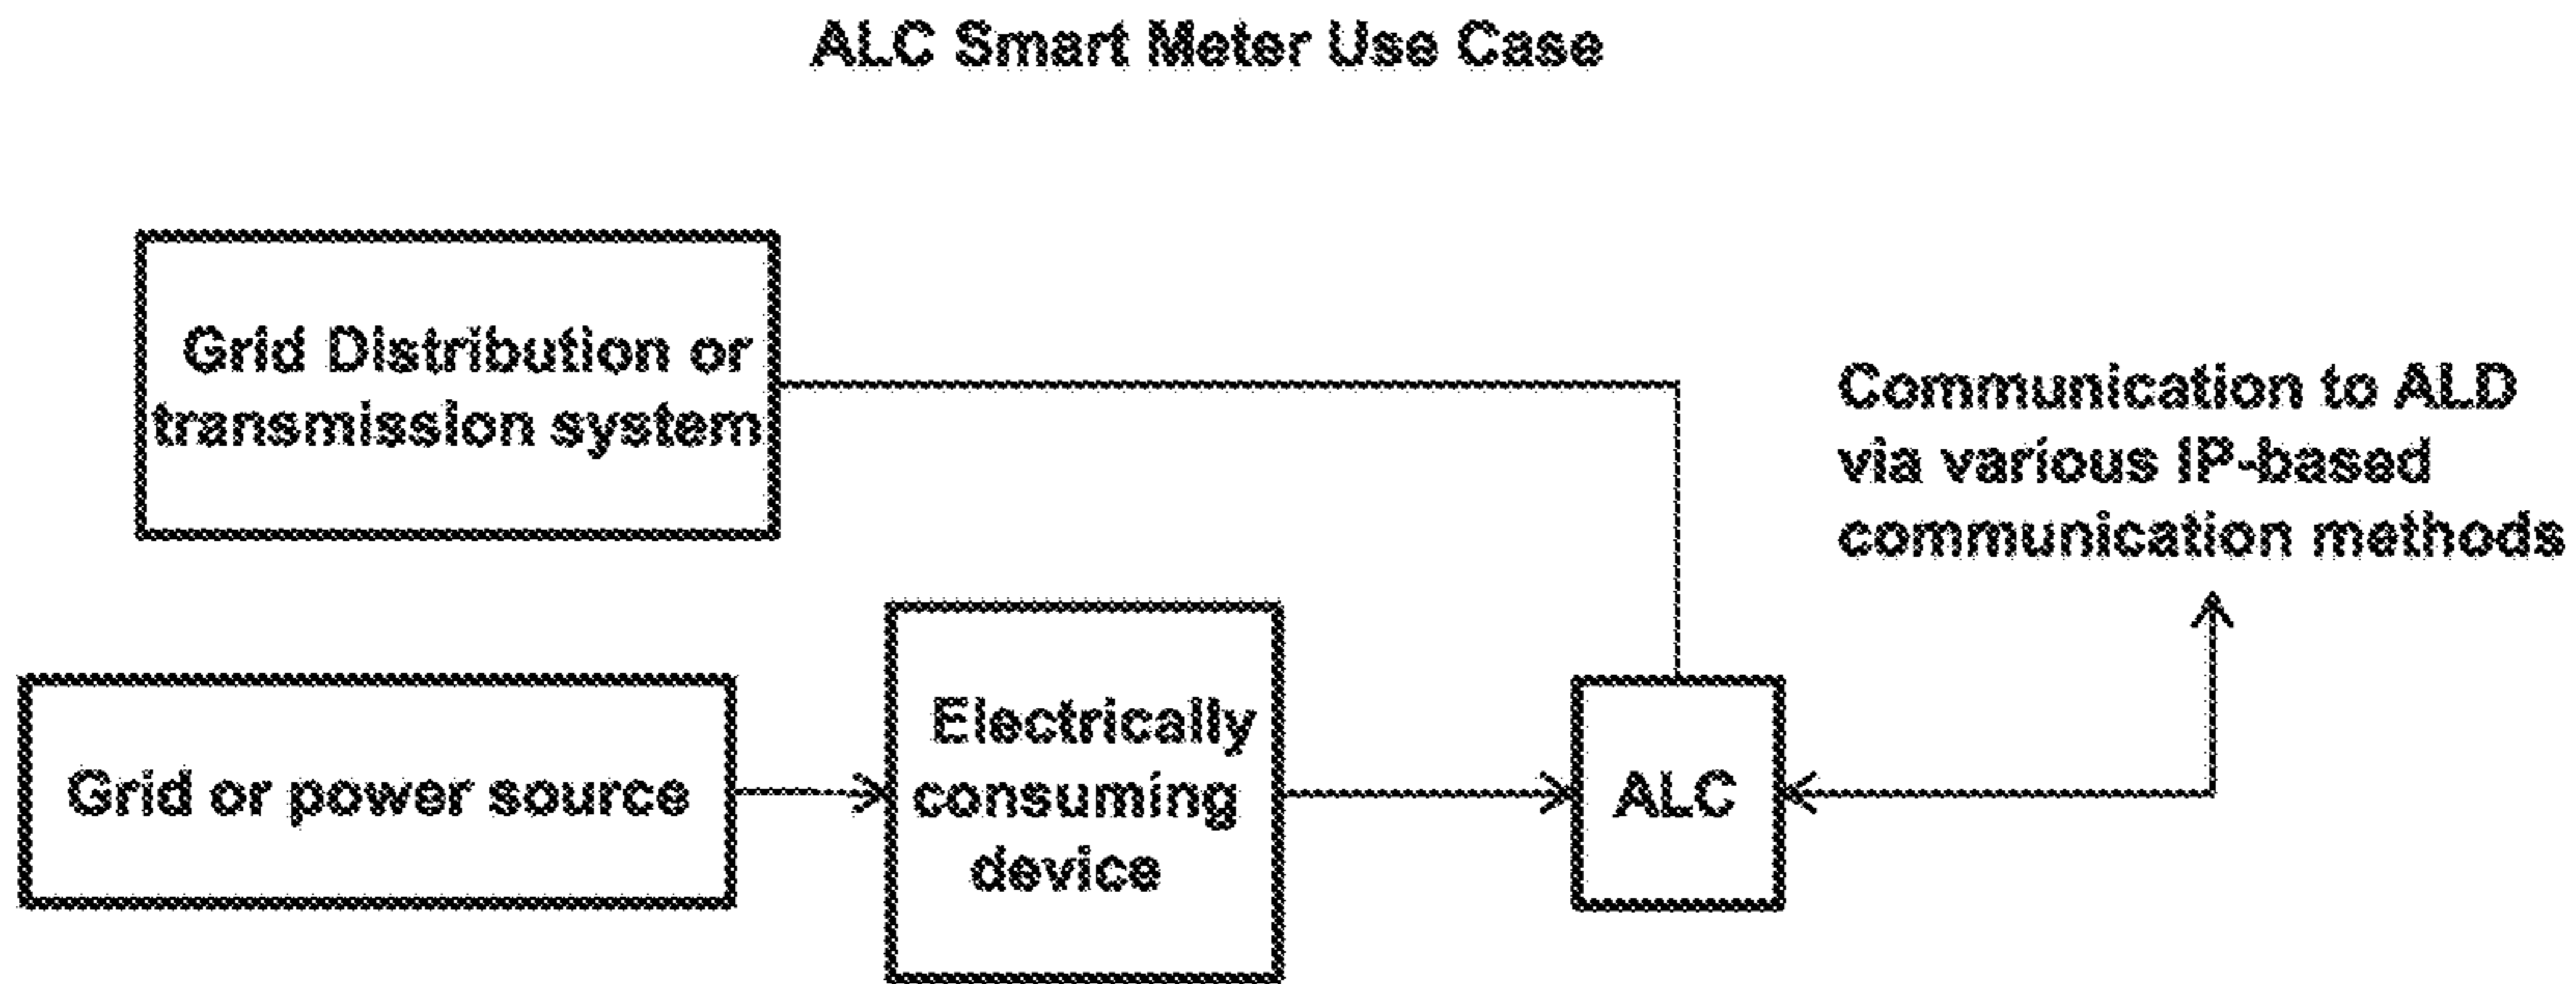 ALC Smart Meter Use Case
Grid Distribution or
transmission system
Communication to ALD
via various IP-based
communication methods
Grid or power source
Electrically
consuming
device
ALC